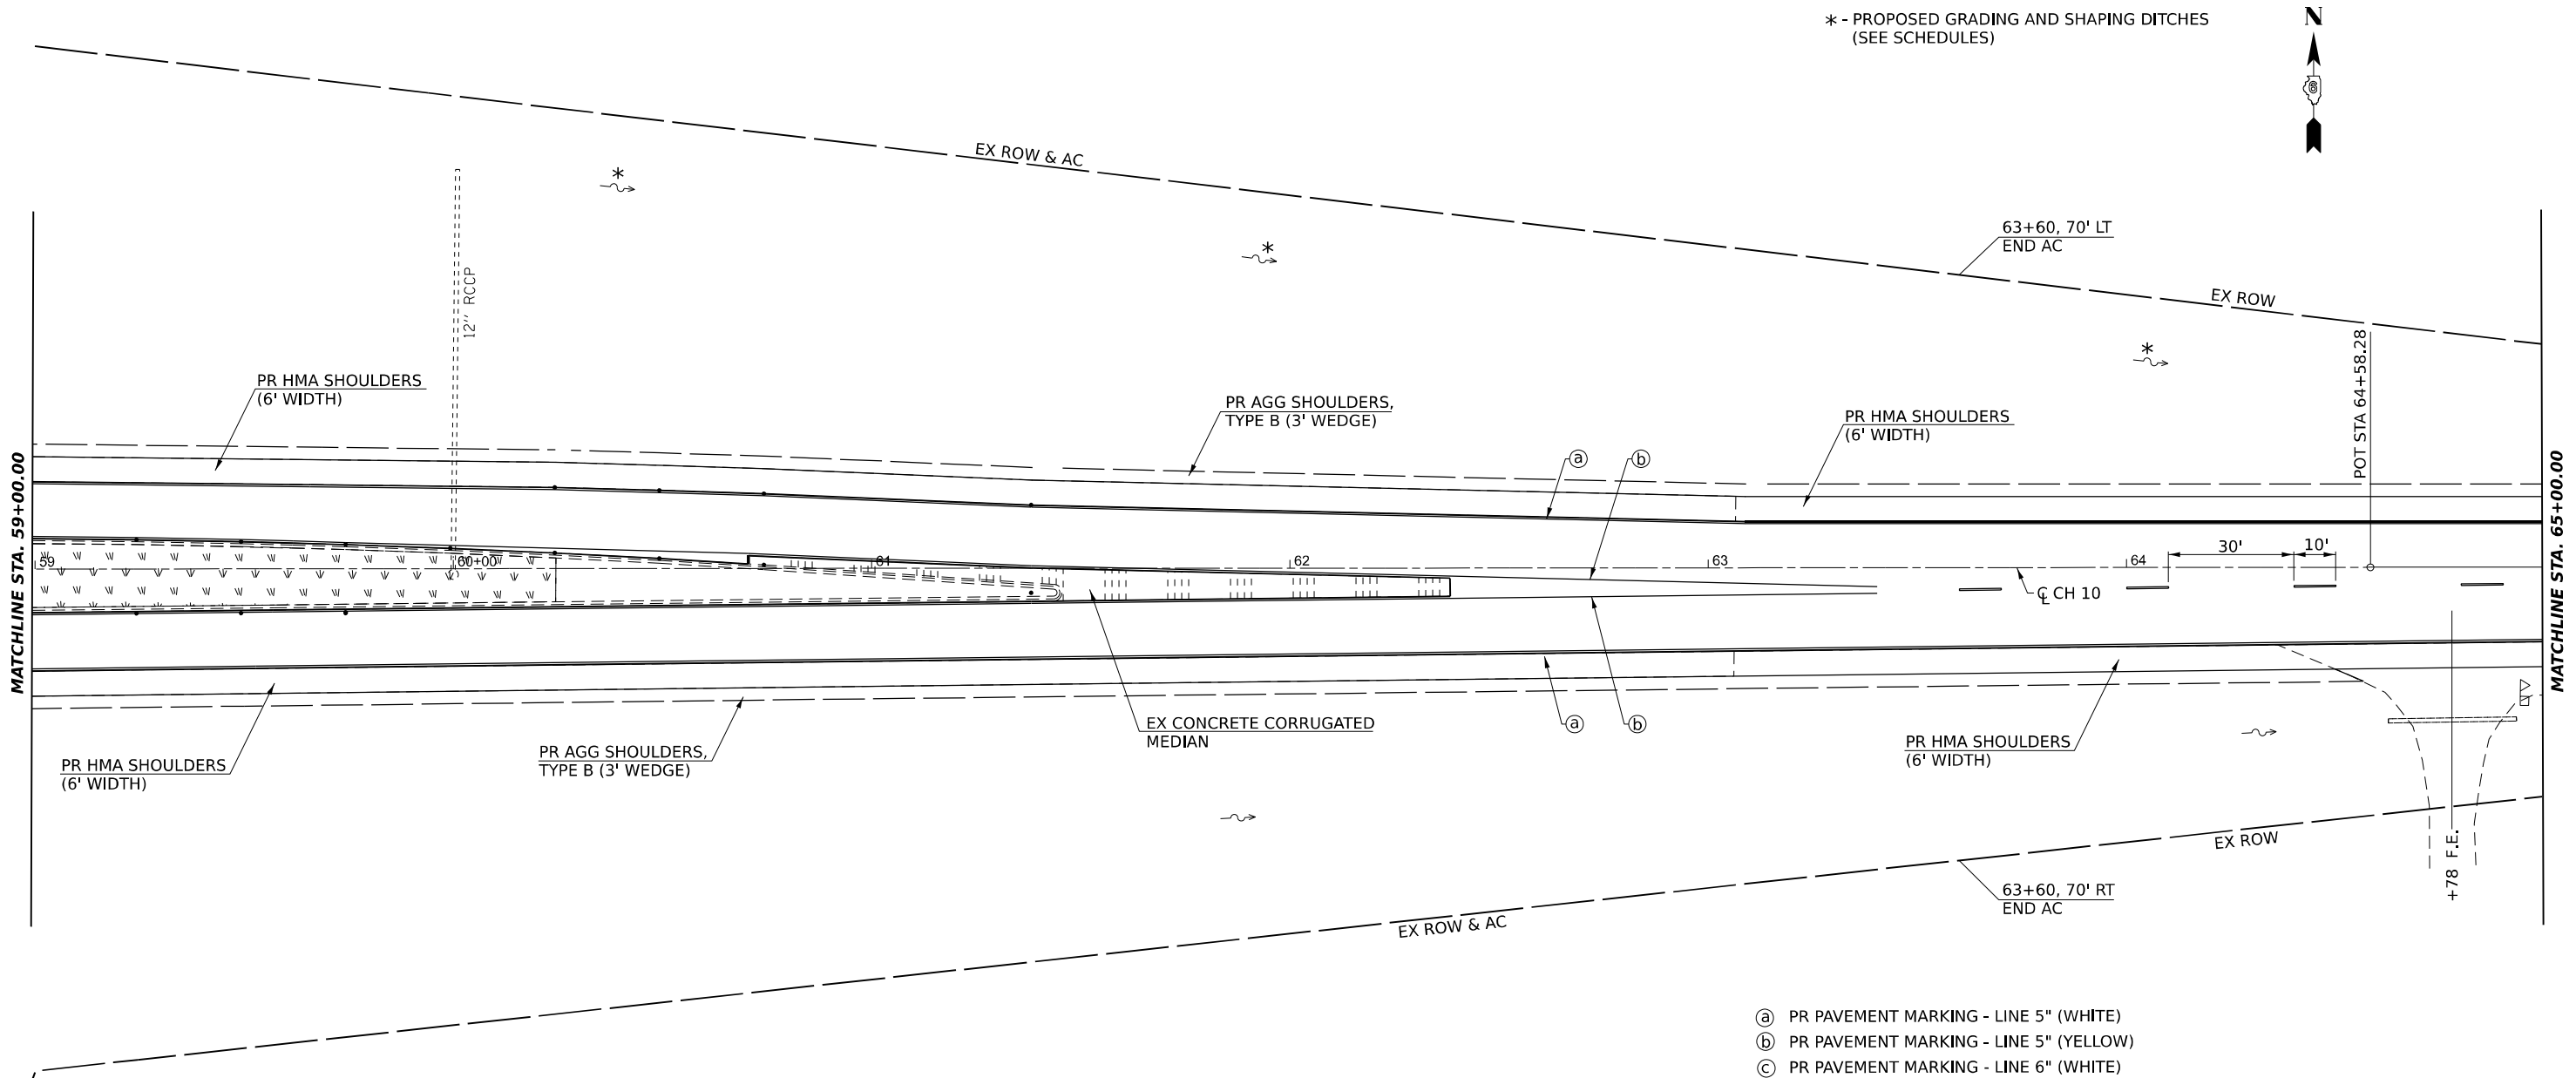 * - PROPOSED GRADING AND SHAPING DITCHES
(SEE SCHEDULES)
N
EX ROW & AC
63+60, 70' LT
END AC
EX ROW
12'' RCCP
POT STA 64+58.28
PR HMA SHOULDERS
(6' WIDTH)
PR AGG SHOULDERS,
TYPE B (3' WEDGE)
PR HMA SHOULDERS
(6' WIDTH)
*
*
*
a
b
MATCHLINE STA. 59+00.00
MATCHLINE STA. 65+00.00
59
60+00
61
62
63
64
30'
10'
CL CH 10
EX CONCRETE CORRUGATED
MEDIAN
a
b
PR HMA SHOULDERS
(6' WIDTH)
PR AGG SHOULDERS,
TYPE B (3' WEDGE)
PR HMA SHOULDERS
(6' WIDTH)
+78 F.E.
EX ROW
63+60, 70' RT
END AC
EX ROW & AC
a PR PAVEMENT MARKING - LINE 5" (WHITE)
b PR PAVEMENT MARKING - LINE 5" (YELLOW)
c PR PAVEMENT MARKING - LINE 6" (WHITE)